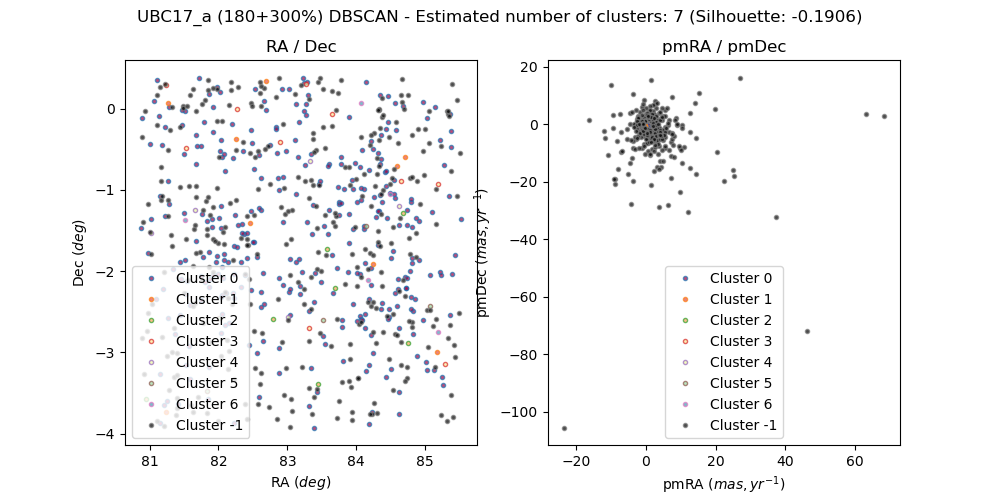 UBC17_a (180+300%) DBSCAN - Estimated number of clusters: 7 (Silhouette: -0.1906)
RA / Dec
Dec (deg)
0
−1
−2
−3
−4
81
82
83
84
85
RA (deg)
Cluster 0
Cluster 1
Cluster 2
Cluster 3
Cluster 4
Cluster 5
Cluster 6
Cluster -1
pmRA / pmDec
pmDec (mas, yr⁻¹)
20
0
−20
−40
−60
−80
−100
−20
0
20
40
60
pmRA (mas, yr⁻¹)
Cluster 0
Cluster 1
Cluster 2
Cluster 3
Cluster 4
Cluster 5
Cluster 6
Cluster -1